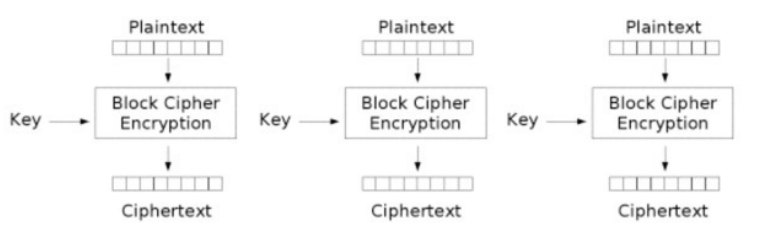 Plaintext Plaintext Plaintext
Key Block Cipher Encryption Key Block Cipher Encryption Key Block Cipher Encryption
Ciphertext Ciphertext Ciphertext